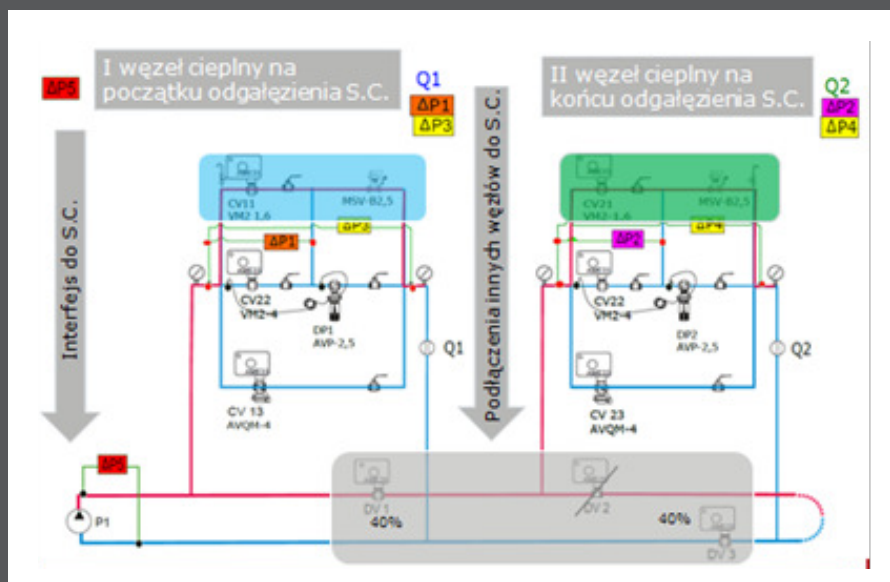 ΔP5
I węzeł cieplny na
początku odgałęzienia S.C.
Q1
ΔP1
ΔP3
II węzeł cieplny na
końcu odgałęzienia S.C.
Q2
ΔP2
ΔP4
Interfejs do S.C.
Podłączenia innych węzłów do S.C.
CV11
VM2 1,6
MSV-B2,5
ΔP3
ΔP1
CV22
VM2-4
DP1
AVP-2,5
Q1
CV 13
AVQM-4
CV21
VM2-1,6
MSV-B2,5
ΔP4
ΔP2
CV22
VM2-4
DP2
AVP-2,5
Q2
CV 23
AVQM-4
ΔP5
P1
DV 1
40%
DV 2
40%
DV 3